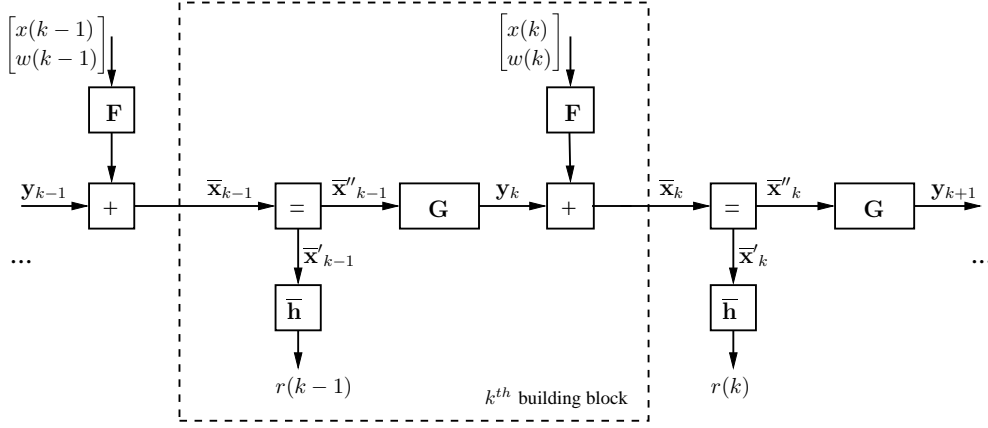 [x(k−1) w(k−1)]
[x(k) w(k)]
F
F
y_{k−1}
+
x̅_{k−1}
=
x̅″_{k−1}
G
y_k
+
x̅_k
=
x̅″_k
G
y_{k+1}
...
x̅′_{k−1}
x̅′_k
...
h̅
h̅
r(k−1)
r(k)
k^{th} building block